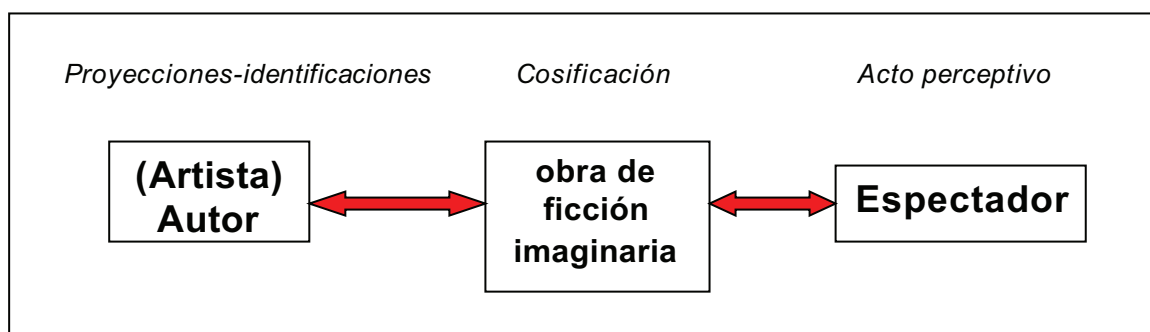 Proyecciones-identificaciones
Cosificación
Acto perceptivo
(Artista)
Autor
obra de
ficción
imaginaria
Espectador